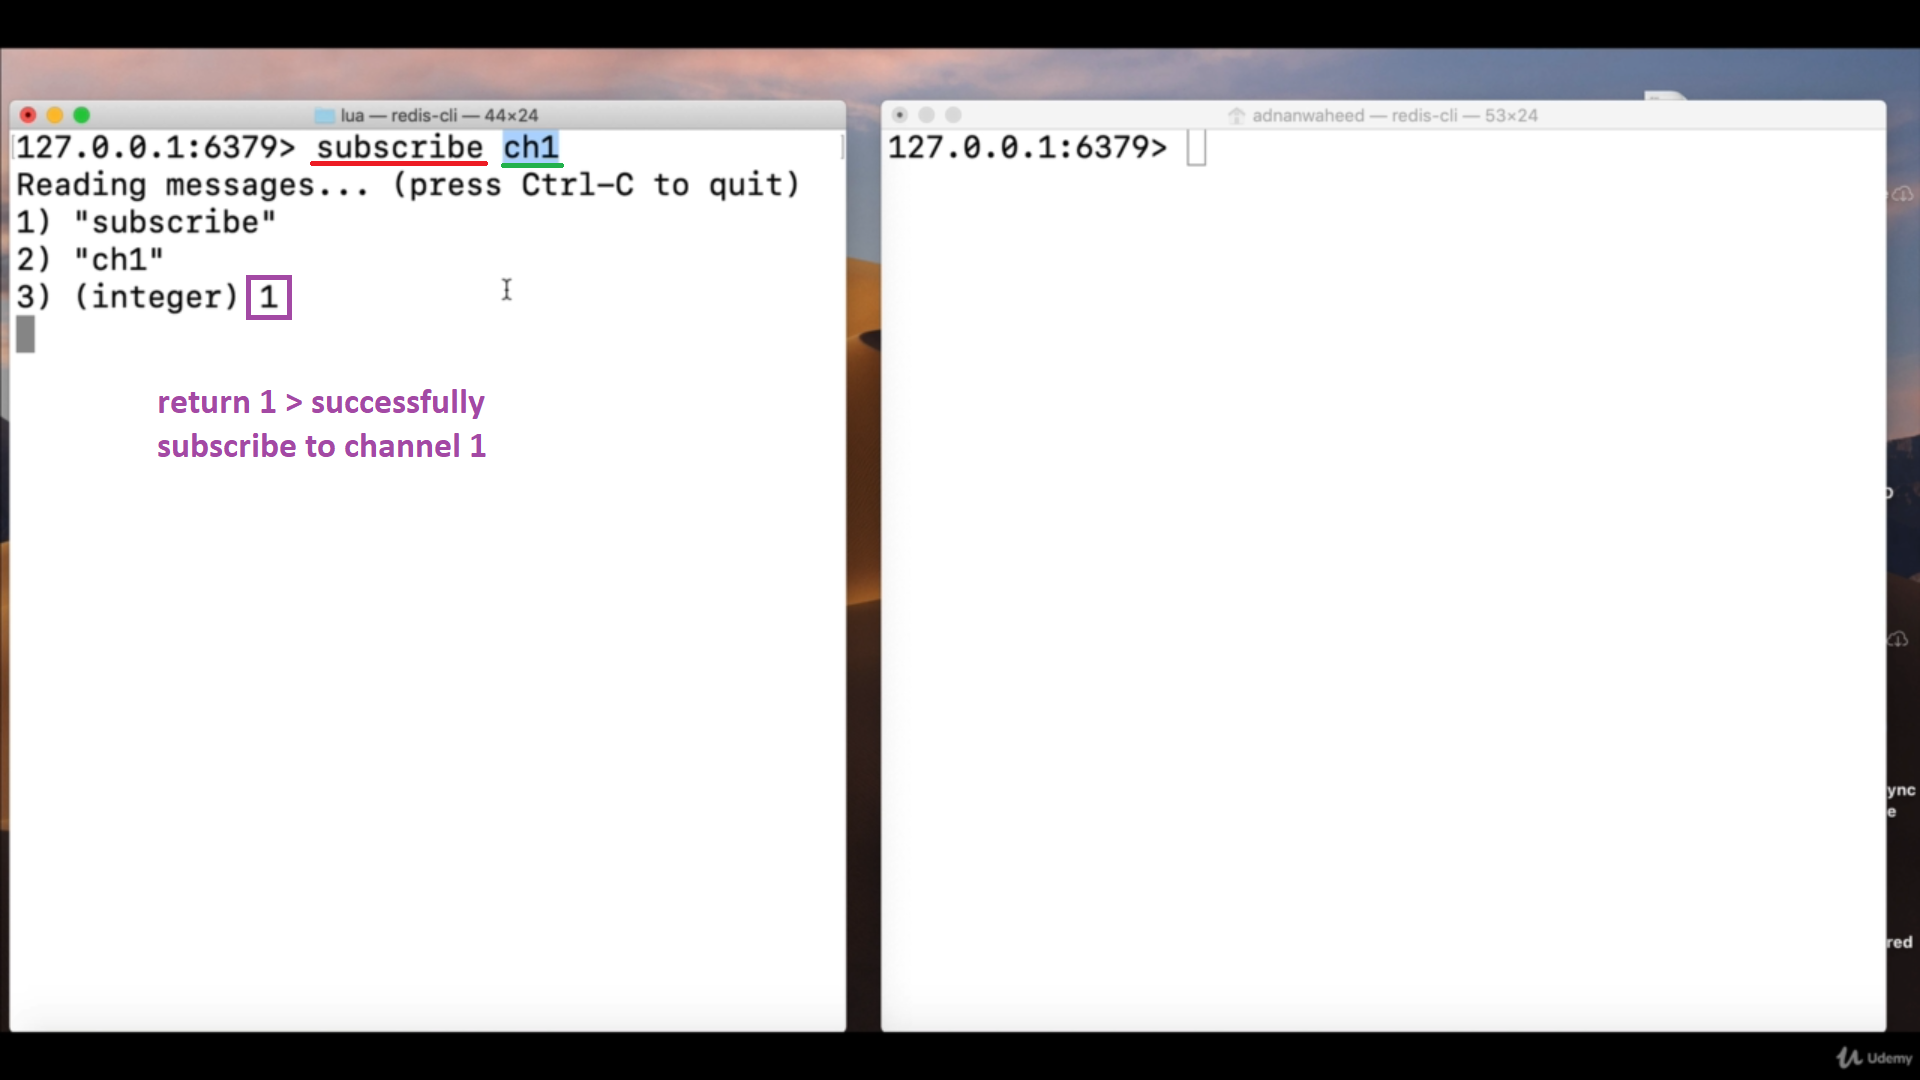 lua — redis-cli — 44×24
127.0.0.1:6379> subscribe ch1
Reading messages... (press Ctrl-C to quit)
1) "subscribe"
2) "ch1"
3) (integer) 1
return 1 > successfully
subscribe to channel 1
adnanwaheed — redis-cli — 53×24
127.0.0.1:6379>
ync
e
red
Udemy